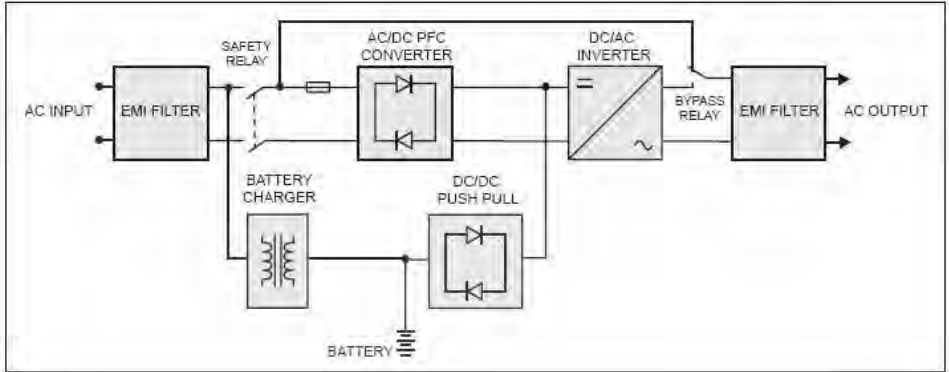 SAFETY
RELAY
AC/DC PFC
CONVERTER
DC/AC
INVERTER
AC INPUT
EMI FILTER
BYPASS
RELAY
EMI FILTER
AC OUTPUT
BATTERY
CHARGER
DC/DC
PUSH PULL
BATTERY